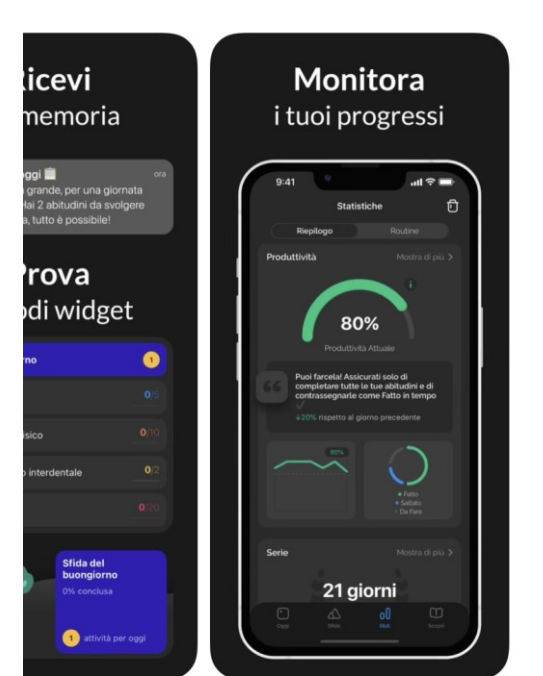 icevi
memoria
ggi
ora
grande, per una giornata
Hai 2 abitudini da svolgere
a, tutto è possibile!
rova
di widget
rno
1
0/5
isico
0/10
o interdentale
0/2
0/20
Sfida del
buongiorno
0% conclusa
1 attività per oggi
Monitora
i tuoi progressi
9:41
Statistiche
Riepilogo
Routine
Produttività
Mostra di più >
80%
Produttività Attuale
Puoi farcela! Assicurati solo di
completare tutte le tue abitudini e di
contrassegnarle come Fatto in tempo
↓20% rispetto al giorno precedente
80%
Fatto
Saltato
Da Fare
Serie
Mostra di più >
21 giorni
Oggi
Sfide
Stat.
Scopri